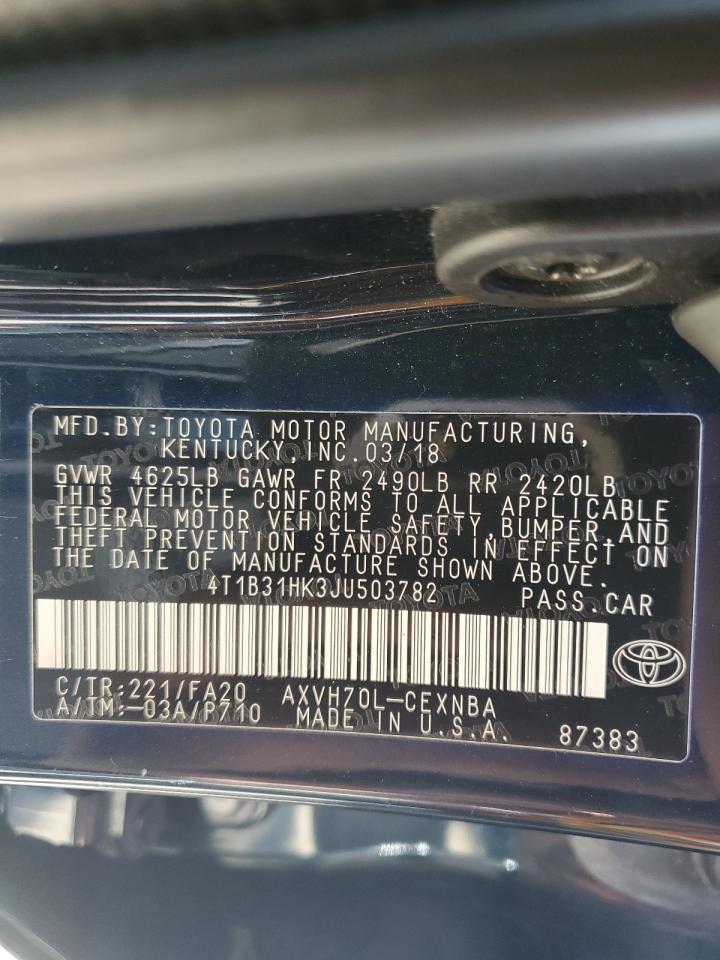 MFD.BY:TOYOTA MOTOR MANUFACTURING,
KENTUCKY,INC.03/18
GVWR 4625LB GAWR FR 2490LB RR 2420LB
THIS VEHICLE CONFORMS TO ALL APPLICABLE
FEDERAL MOTOR VEHICLE SAFETY,BUMPER,AND
THEFT PREVENTION STANDARDS IN EFFECT ON
THE DATE OF MANUFACTURE SHOWN ABOVE.
4T1B31HK3JU503782 PASS.CAR
C/TR:221/FA20 AXVH70L-CEXNBA
A/TM:-03A/P710 MADE IN U.S.A. 87383